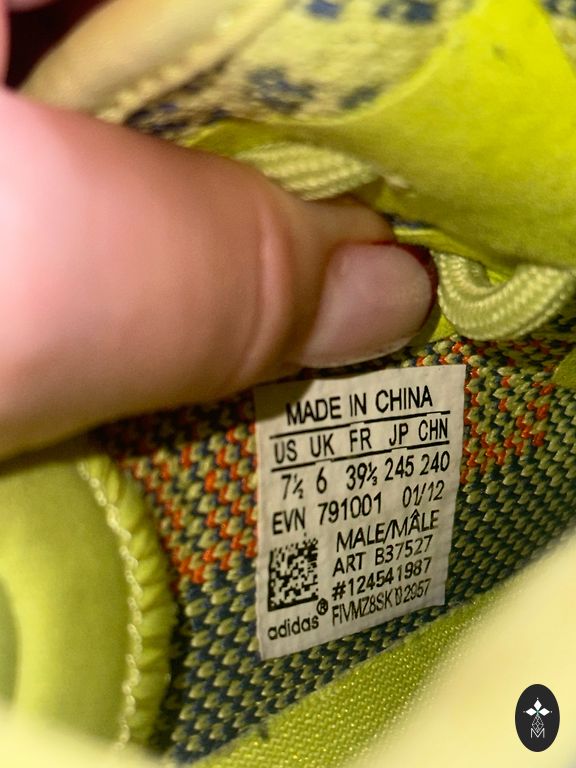 MADE IN CHINA
US UK FR JP CHN
7½ 6 39⅓ 245 240
EVN 791001 01/12
MALE/MÂLE
ART B37527
#124541987
adidas®
M